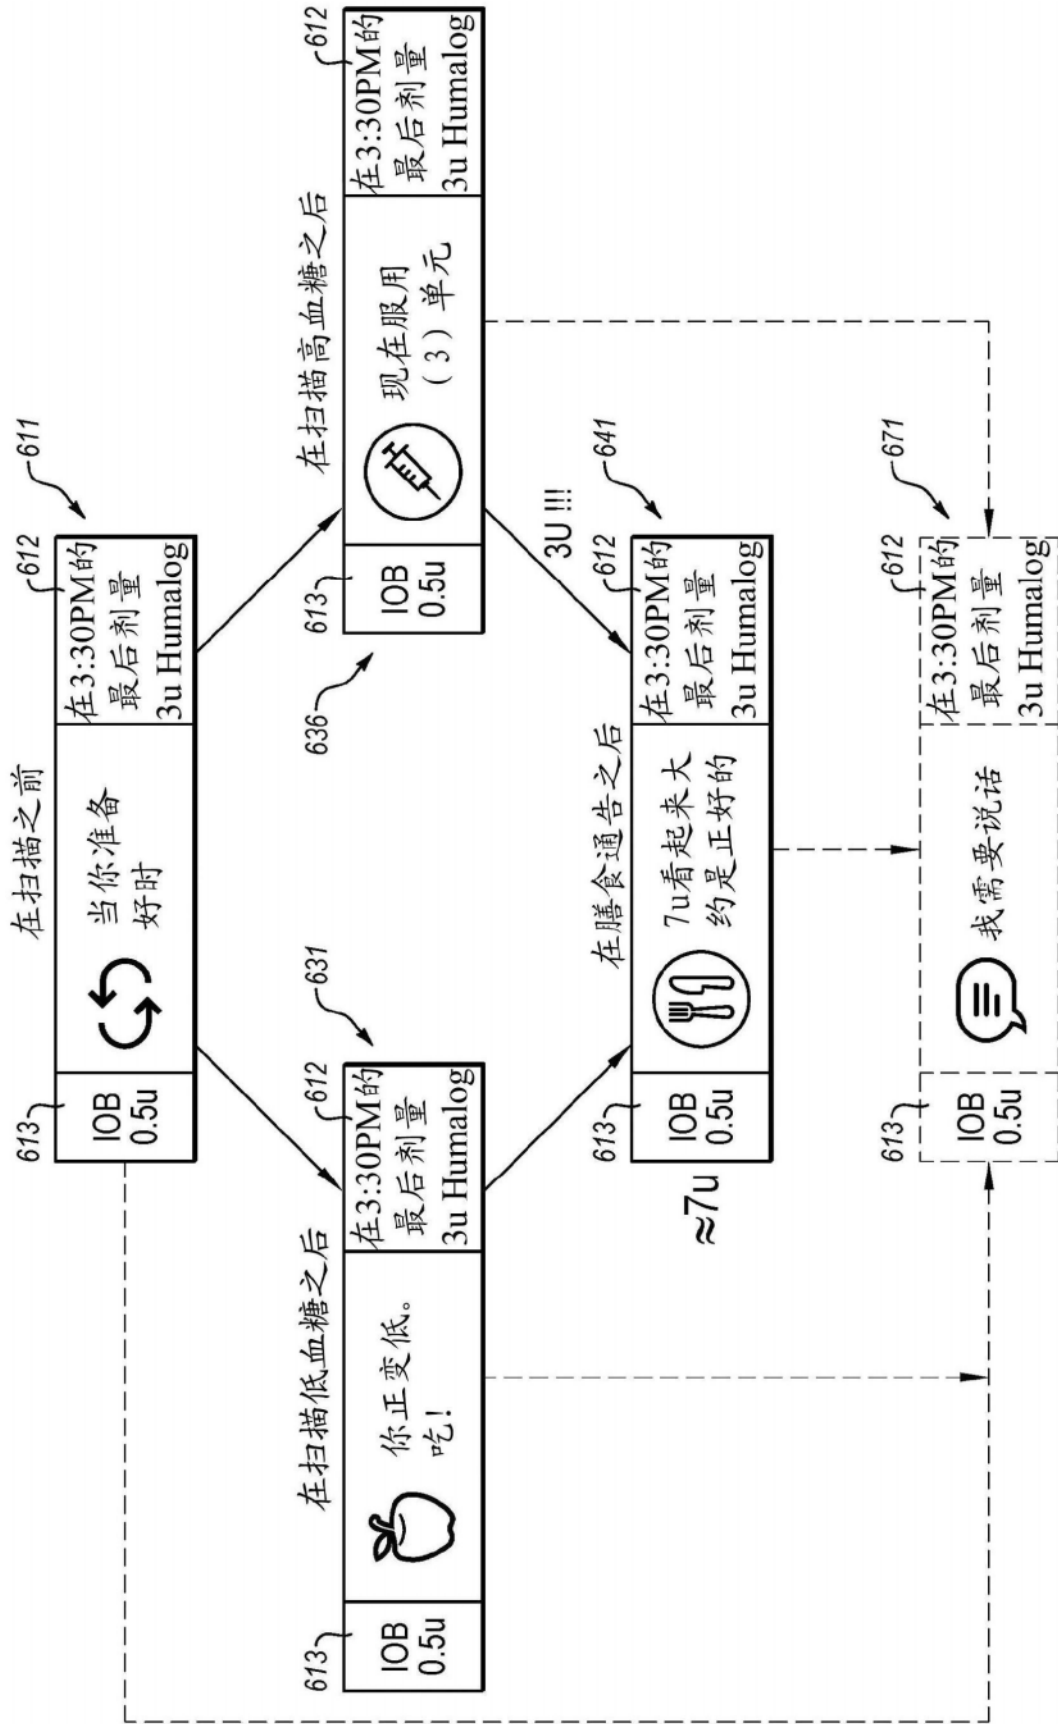 在扫描之前
611
613
IOB
0.5u
当你准备
好时
612
在3:30PM的
最后剂量
3u Humalog
在扫描低血糖之后
631
613
IOB
0.5u
你正变低。
吃!
612
在3:30PM的
最后剂量
3u Humalog
在扫描高血糖之后
636
613
IOB
0.5u
现在服用
(3)单元
612
在3:30PM的
最后剂量
3u Humalog
3U !!!
≈7u
在膳食通告之后
641
613
IOB
0.5u
7u看起来大
约是正好的
612
在3:30PM的
最后剂量
3u Humalog
671
613
IOB
0.5u
我需要说话
612
在3:30PM的
最后剂量
3u Humalog